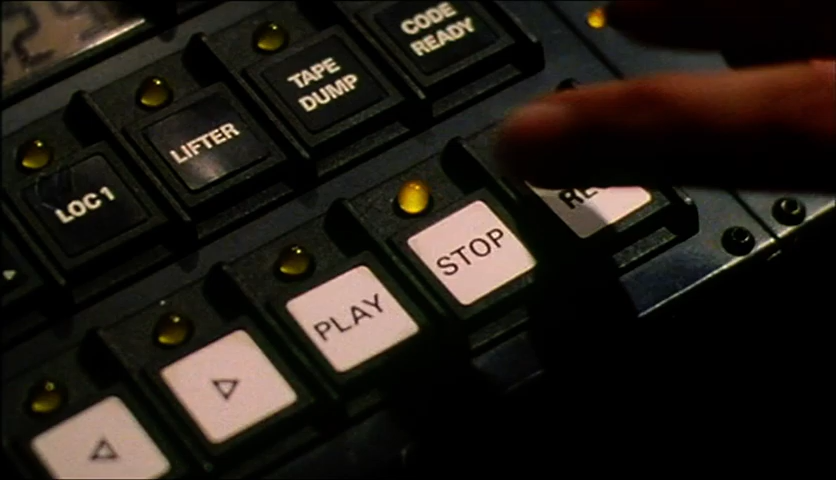 CODE
READY
TAPE
DUMP
LIFTER
LOC 1
STOP
PLAY